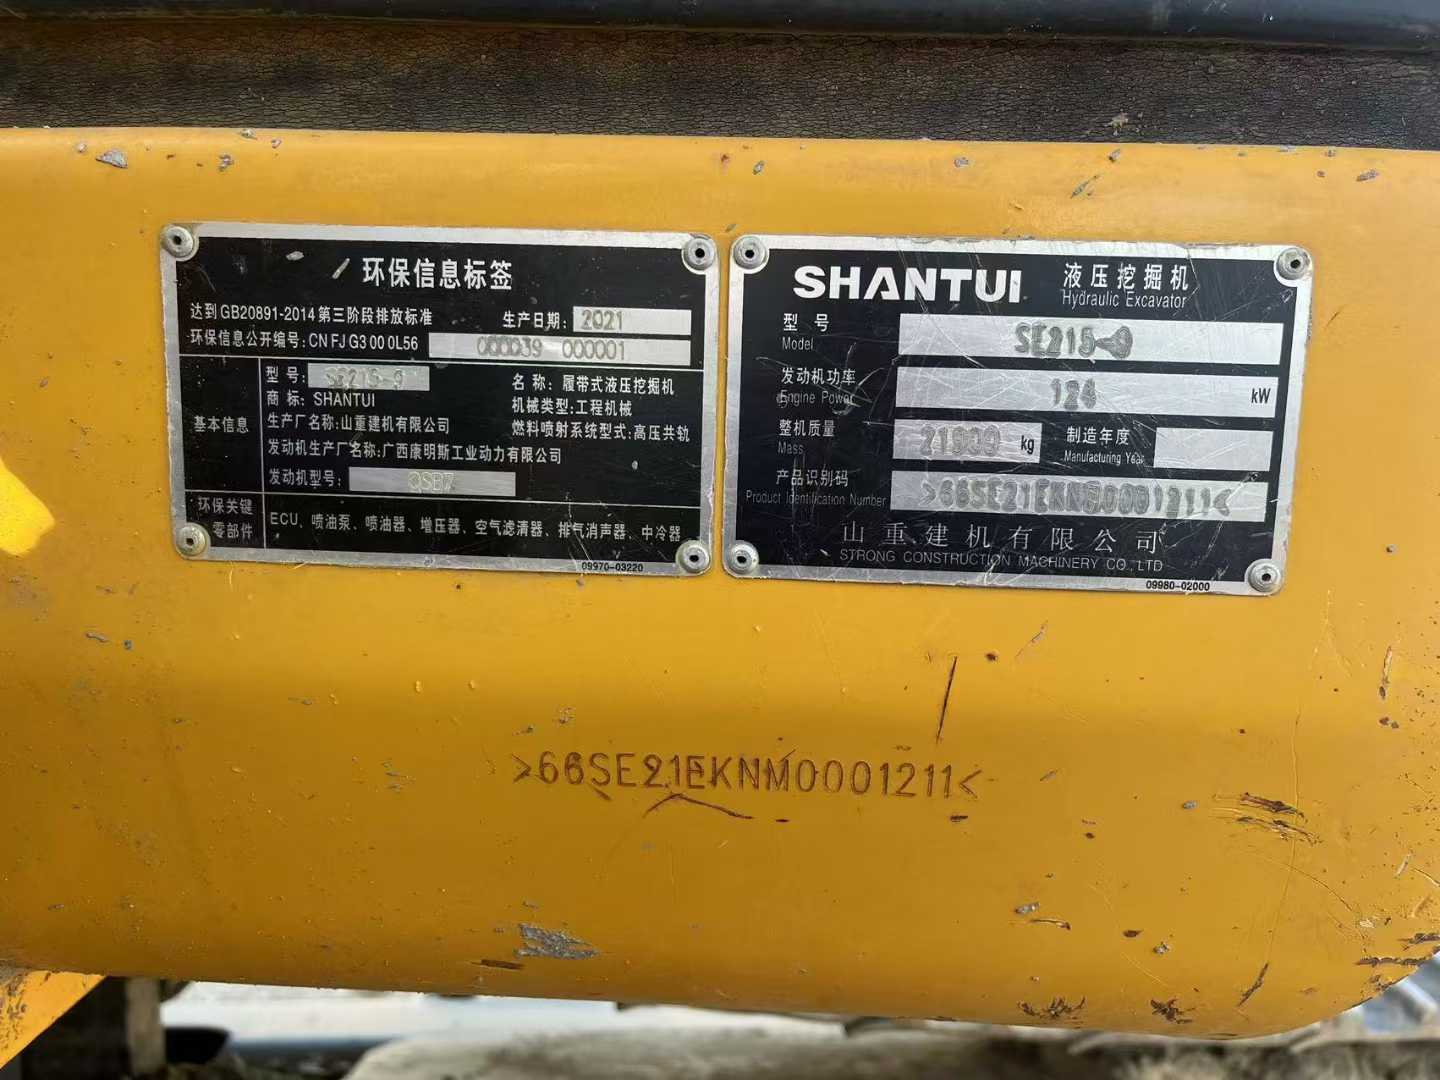 环保信息标签
达到GB20891-2014第三阶段排放标准
生产日期: 2021
环保信息公开编号: CN FJ G3 00 0L56 000039 000001
基本信息
型号: SE215-9
名称: 履带式液压挖掘机
商标: SHANTUI
机械类型: 工程机械
生产厂名称: 山重建机有限公司
燃料喷射系统型式: 高压共轨
发动机生产厂名称: 广西康明斯工业动力有限公司
发动机型号: QSB7
环保关键零部件
ECU、喷油泵、喷油器、增压器、空气滤清器、排气消声器、中冷器
09970-03220
SHANTUI 液压挖掘机
Hydraulic Excavator
型号 SE215-9
Model
发动机功率 124 kW
Engine Power
整机质量 21900 kg 制造年度
Mass Manufacturing Year
产品识别码 >66SE21EKNM0001211<
Product Identification Number
山重建机有限公司
STRONG CONSTRUCTION MACHINERY CO.,LTD
09980-02000
>66SE21EKNM0001211<